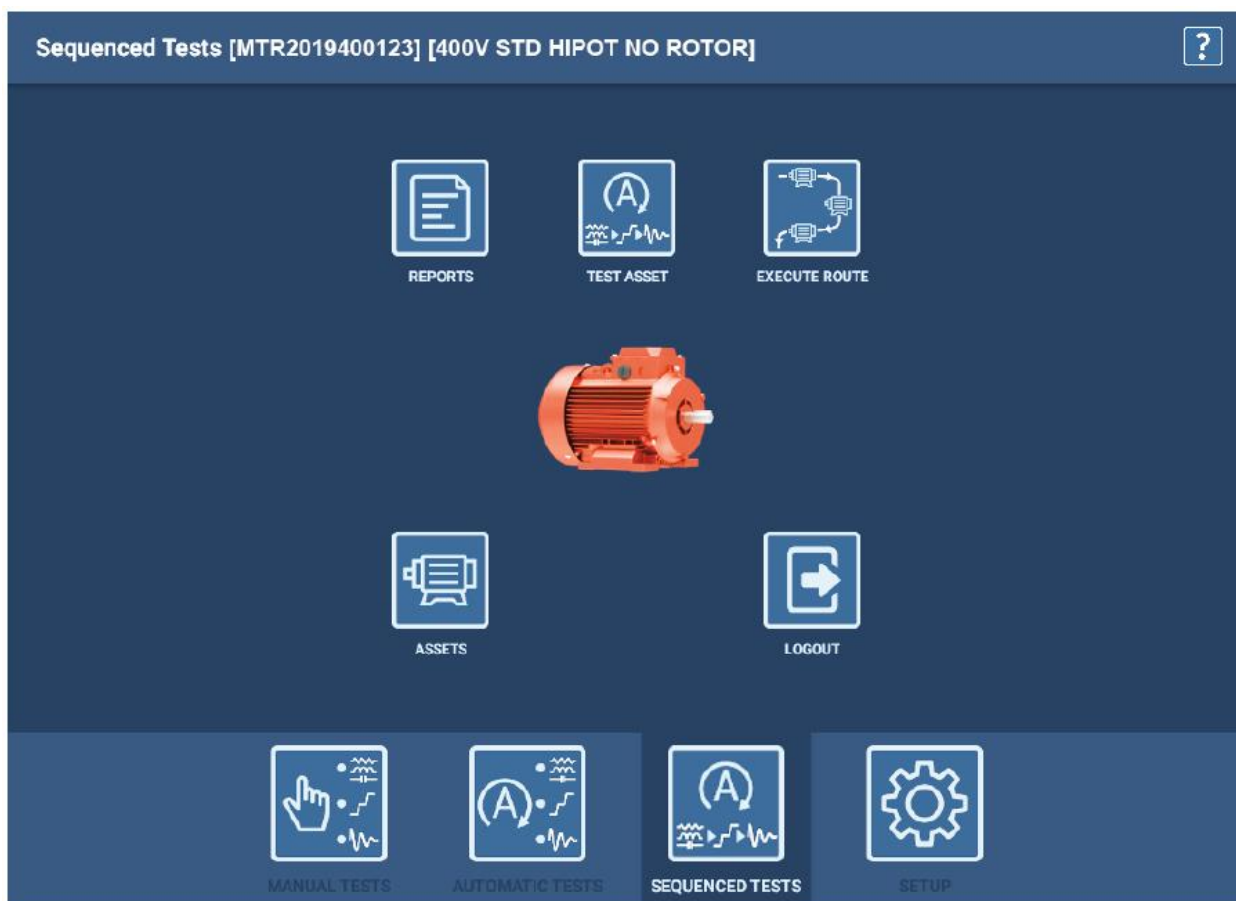 Sequenced Tests [MTR2019400123] [400V STD HIPOT NO ROTOR]
?
REPORTS
TEST ASSET
EXECUTE ROUTE
ASSETS
LOGOUT
MANUAL TESTS
AUTOMATIC TESTS
SEQUENCED TESTS
SETUP